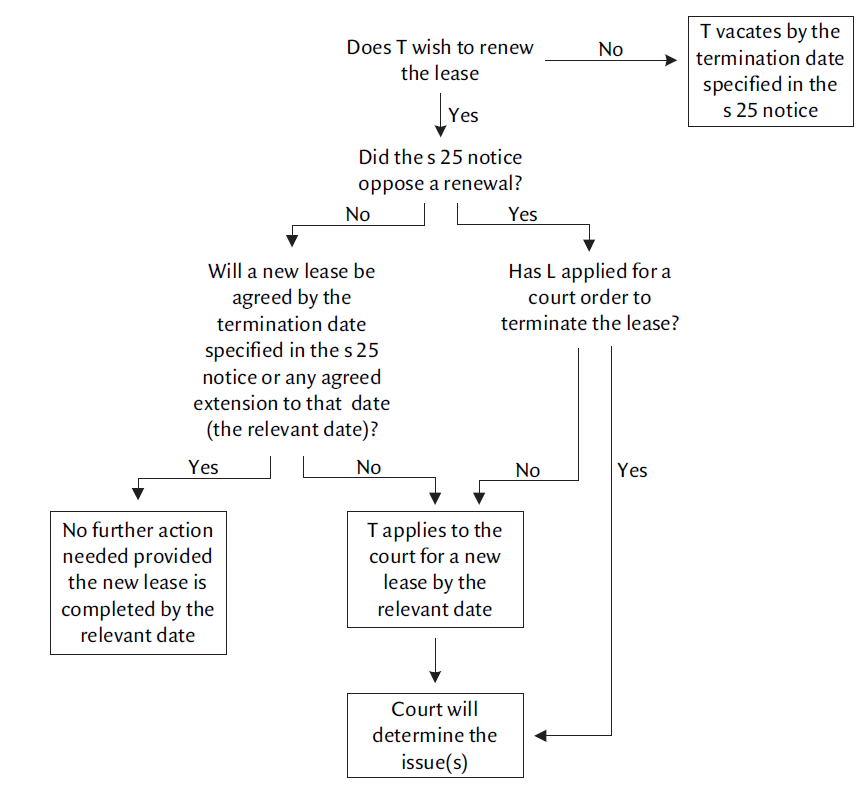 Does T wish to renew
the lease
No
T vacates by the
termination date
specified in the
s 25 notice
Yes
Did the s 25 notice
oppose a renewal?
No
Yes
Will a new lease be
agreed by the
termination date
specified in the s 25
notice or any agreed
extension to that date
(the relevant date)?
Has L applied for a
court order to
terminate the lease?
Yes
No
No
Yes
No further action
needed provided
the new lease is
completed by the
relevant date
T applies to the
court for a new
lease by the
relevant date
Court will
determine the
issue(s)